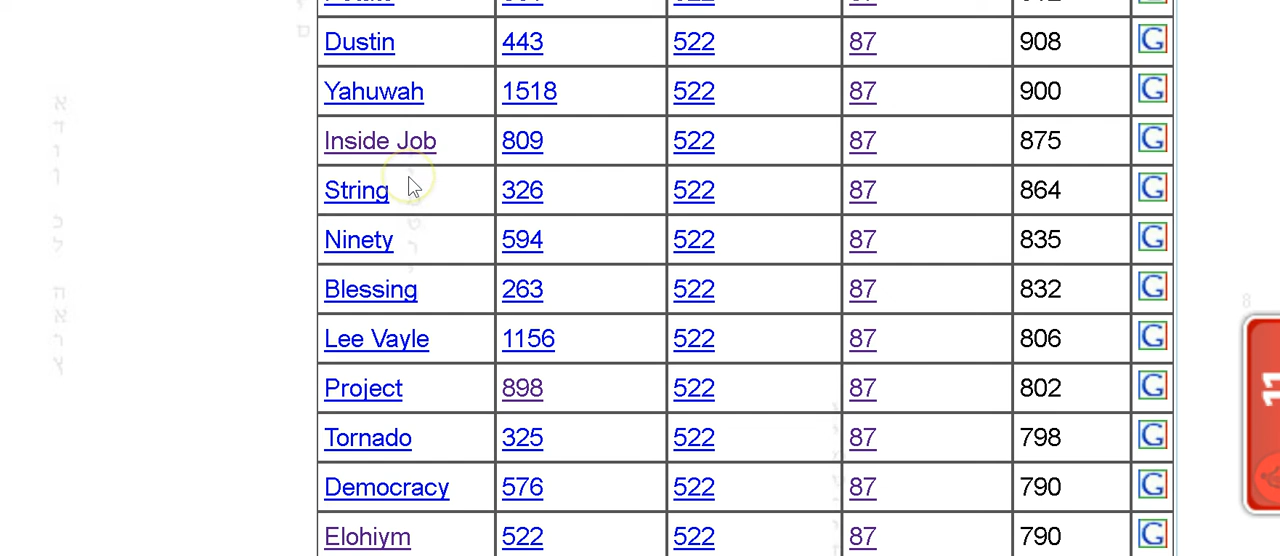 Dustin 443 522 87 908 G
Yahuwah 1518 522 87 900 G
Inside Job 809 522 87 875 G
String 326 522 87 864 G
Ninety 594 522 87 835 G
Blessing 263 522 87 832 G
Lee Vayle 1156 522 87 806 G
Project 898 522 87 802 G
Tornado 325 522 87 798 G
Democracy 576 522 87 790 G
Elohiym 522 522 87 790 G
8
11